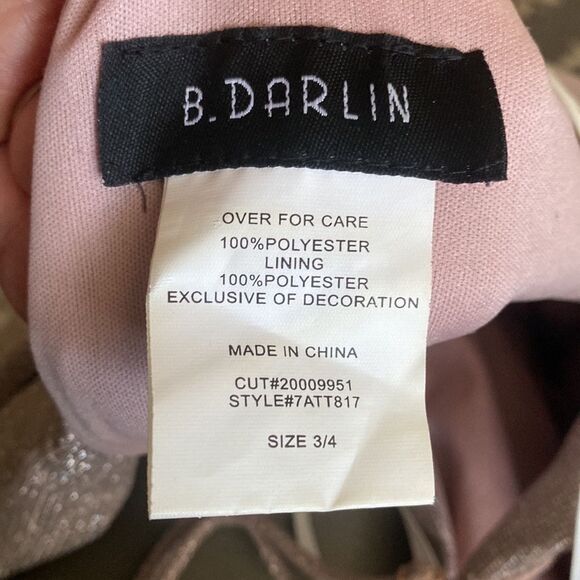 B.DARLIN
OVER FOR CARE
100%POLYESTER
LINING
100%POLYESTER
EXCLUSIVE OF DECORATION
MADE IN CHINA
CUT#20009951
STYLE#7ATT817
SIZE 3/4